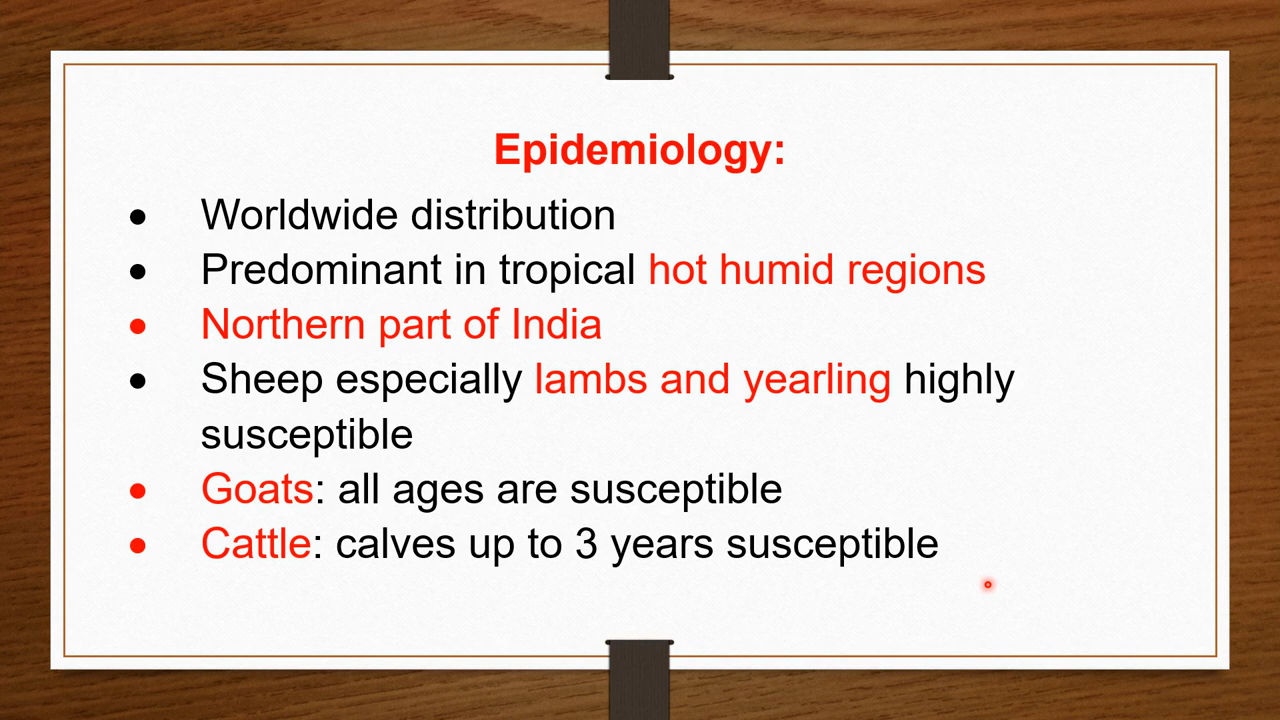 Epidemiology:
● Worldwide distribution
● Predominant in tropical hot humid regions
● Northern part of India
● Sheep especially lambs and yearling highly
susceptible
● Goats: all ages are susceptible
● Cattle: calves up to 3 years susceptible